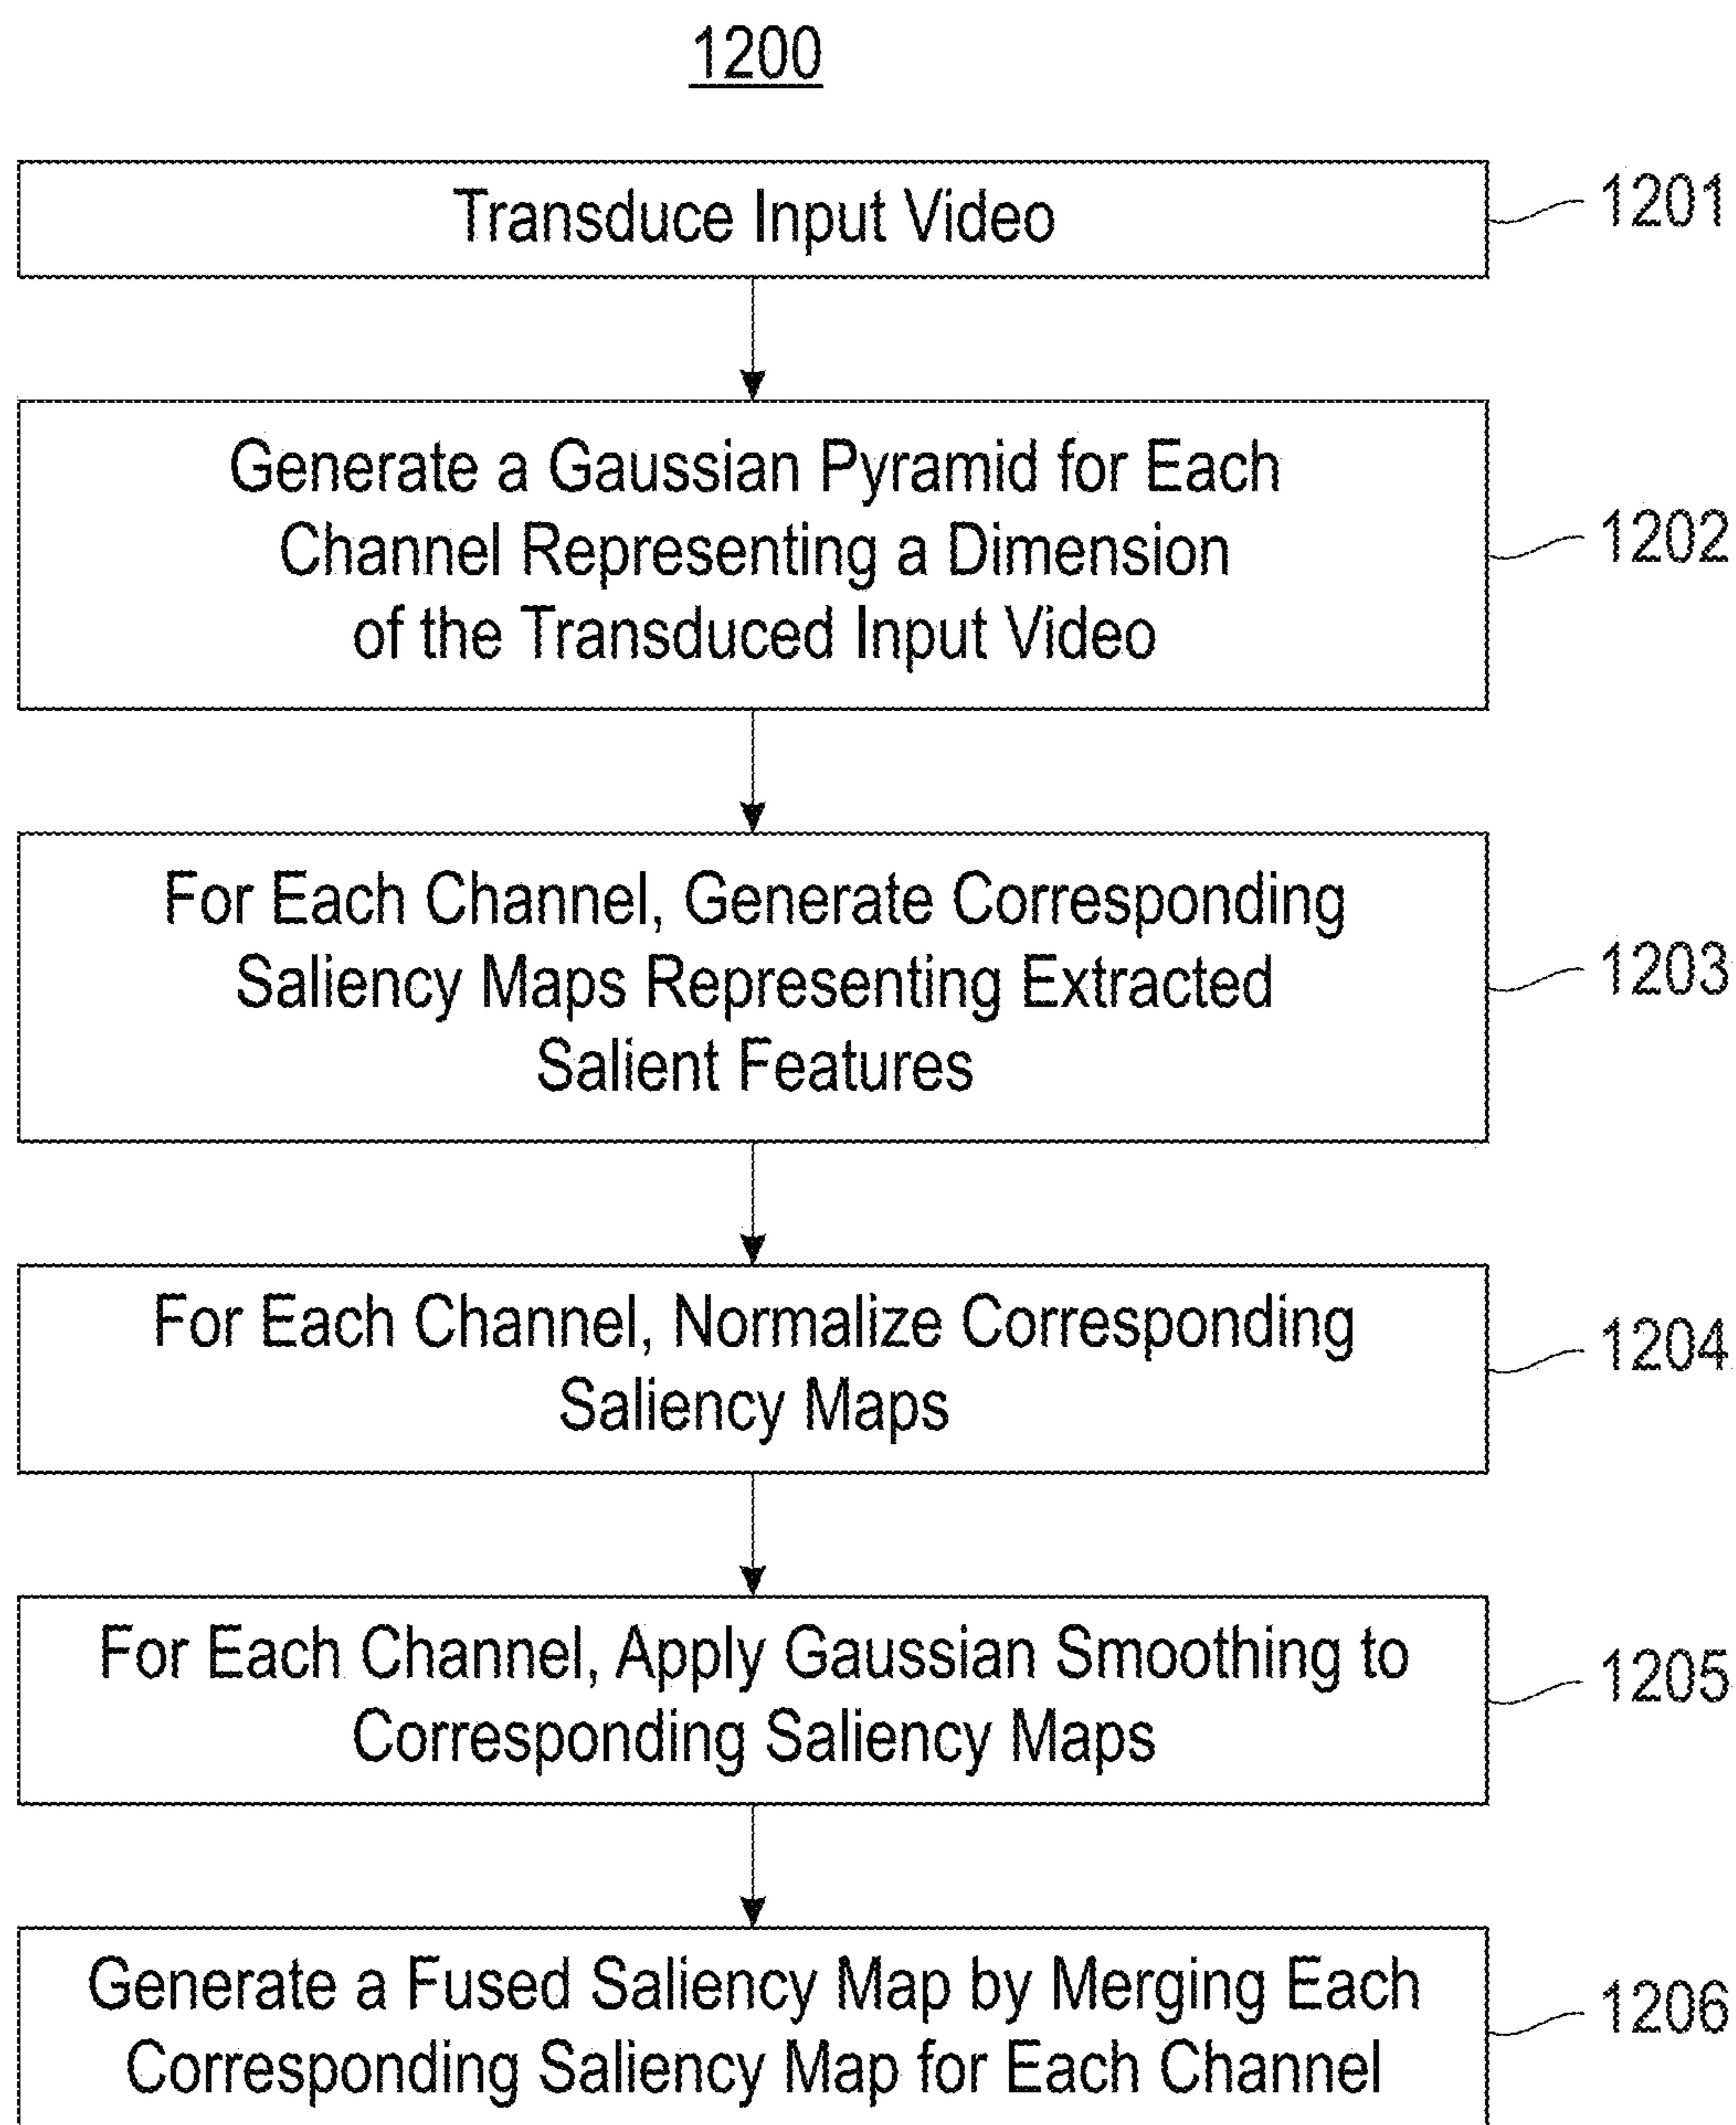 1200
Transduce Input Video
1201
Generate a Gaussian Pyramid for Each
Channel Representing a Dimension
of the Transduced Input Video
1202
For Each Channel, Generate Corresponding
Saliency Maps Representing Extracted
Salient Features
1203
For Each Channel, Normalize Corresponding
Saliency Maps
1204
For Each Channel, Apply Gaussian Smoothing to
Corresponding Saliency Maps
1205
Generate a Fused Saliency Map by Merging Each
Corresponding Saliency Map for Each Channel
1206